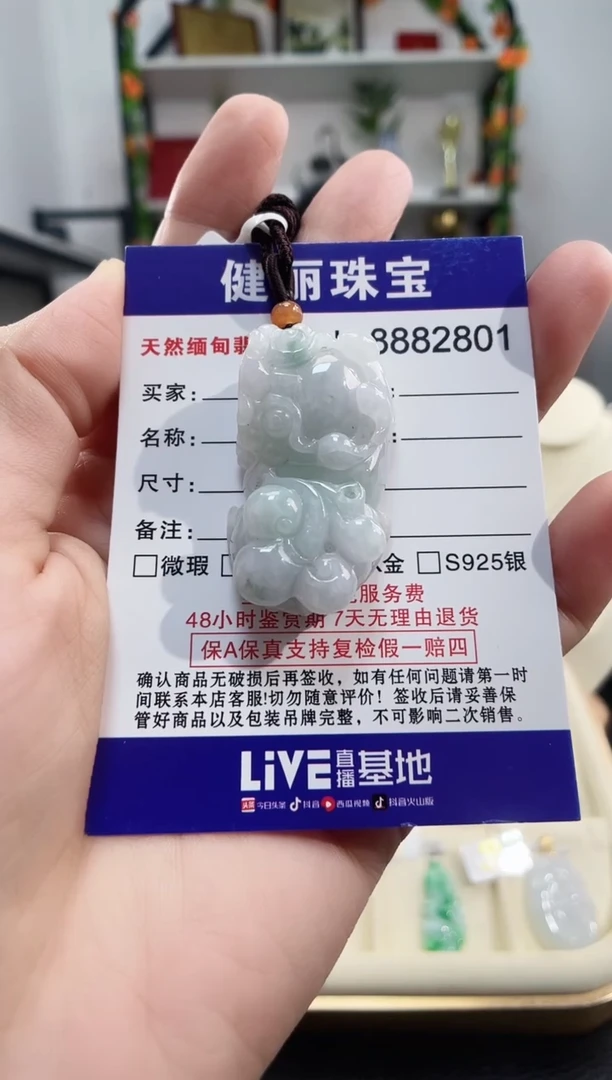 健丽珠宝
天然缅甸翡 8882801
买家:
名称:
尺寸:
备注:
微瑕 金 S925银
服务费
48小时鉴赏期 7天无理由退货
保A保真支持复检假一赔四
确认商品无破损后再签收，如有任何问题请第一时
间联系本店客服!切勿随意评价! 签收后请妥善保
管好商品以及包装吊牌完整，不可影响二次销售。
LiVE直播基地
头条 今日头条 抖音 西瓜视频 抖音火山版